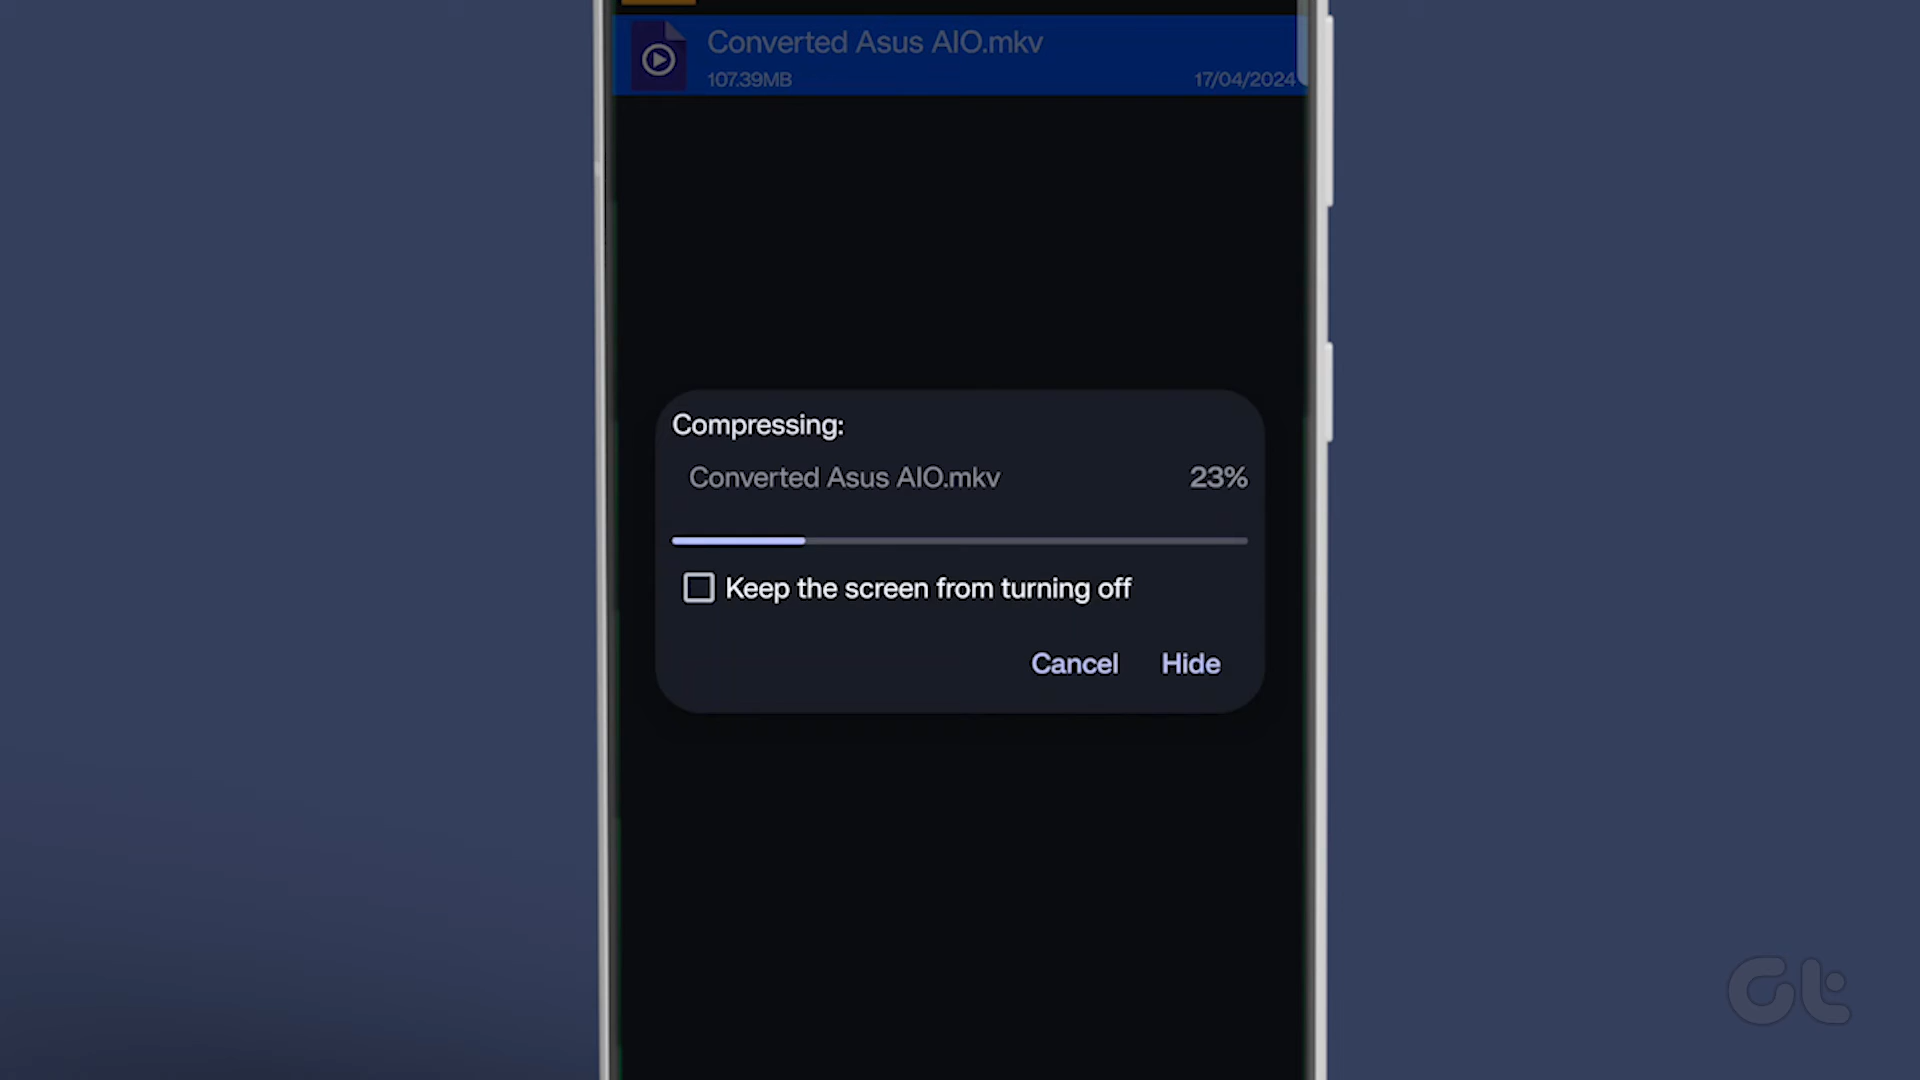 Converted Asus AIO.mkv
107.39MB 17/04/2024
Compressing:
Converted Asus AIO.mkv 23%
Keep the screen from turning off
Cancel Hide
Gt